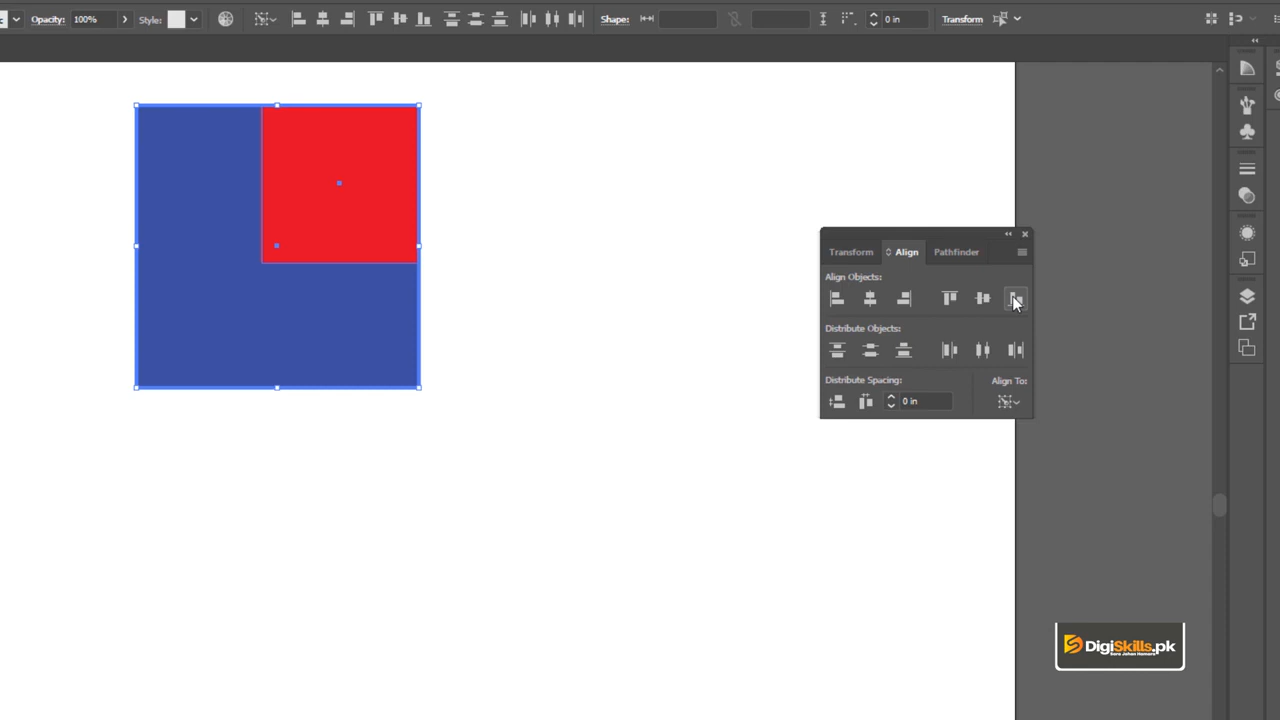 Opacity: 100% Style: Shape: 0 in Transform
Transform Align Pathfinder
Align Objects:
Distribute Objects:
Distribute Spacing: Align To:
0 in
DigiSkills.pk